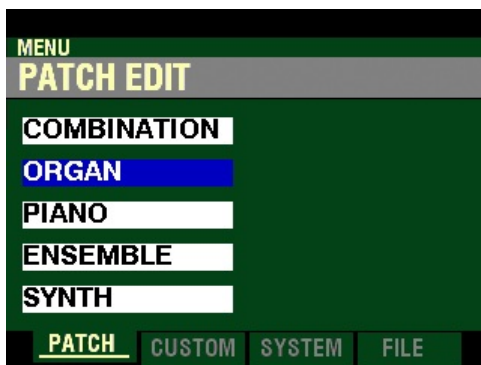 MENU
PATCH EDIT
COMBINATION
ORGAN
PIANO
ENSEMBLE
SYNTH
PATCH CUSTOM SYSTEM FILE